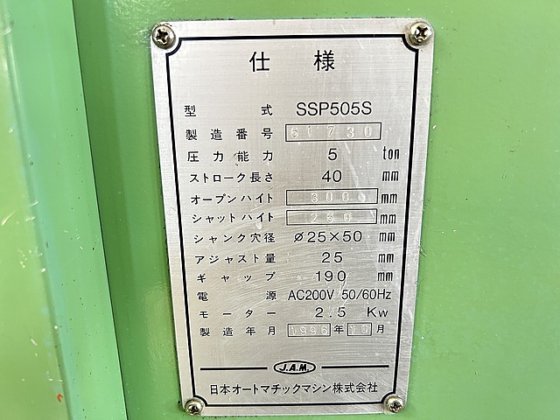 仕様
型式 SSP505S
製造番号
圧力能力 5 ton
ストローク長さ 40 mm
オープンハイト 300 mm
シャットハイト 260 mm
シャンク穴径 ø25×50 mm
アジャスト量 25 mm
ギャップ 190 mm
電源 AC200V 50/60Hz
モーター 2.5 Kw
製造年月 1996年 月
J.A.M.
日本オートマチックマシン株式会社